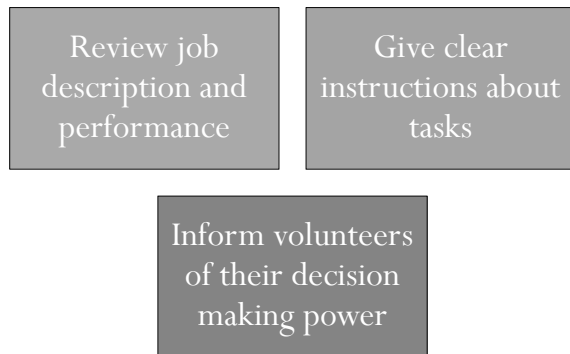 Review job
description and
performance
Give clear
instructions about
tasks
Inform volunteers
of their decision
making power